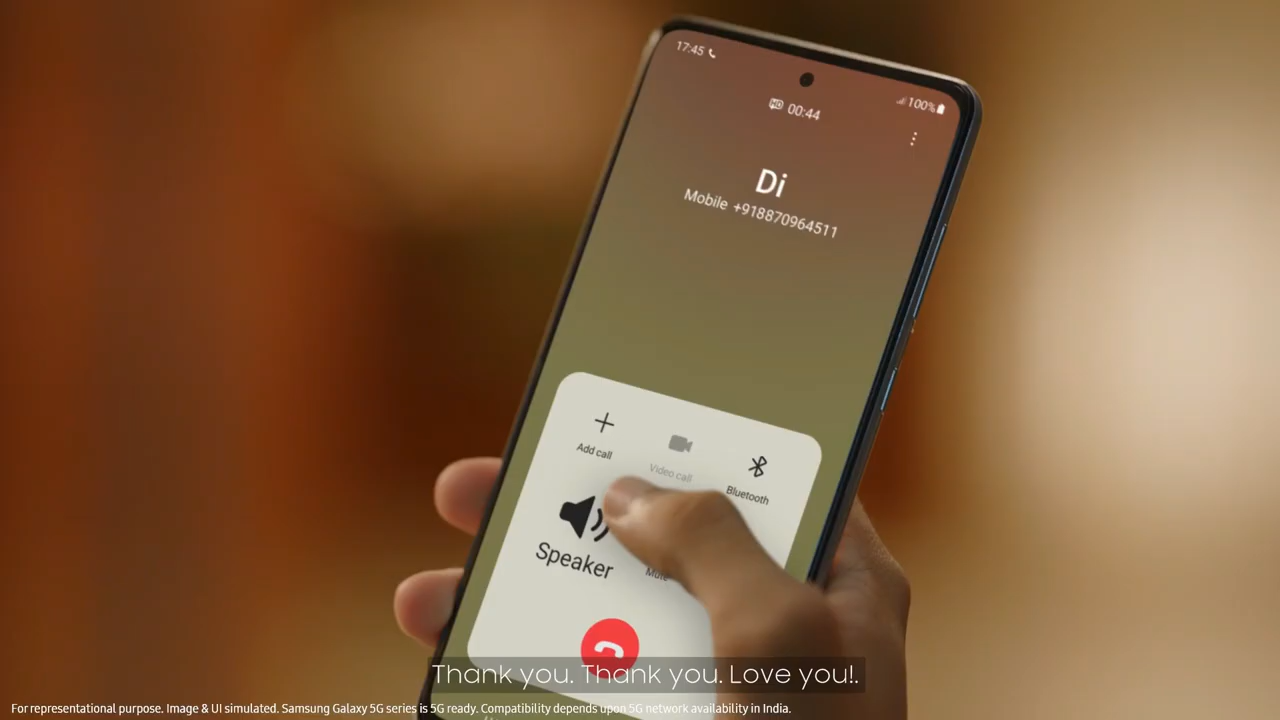 17:45
100%
HD 00:44
Di
Mobile +918870964511
Add call
Video call
Bluetooth
Speaker
Mute
Thank you. Thank you. Love you!.
For representational purpose. Image & UI simulated. Samsung Galaxy 5G series is 5G ready. Compatibility depends upon 5G network availability in India.